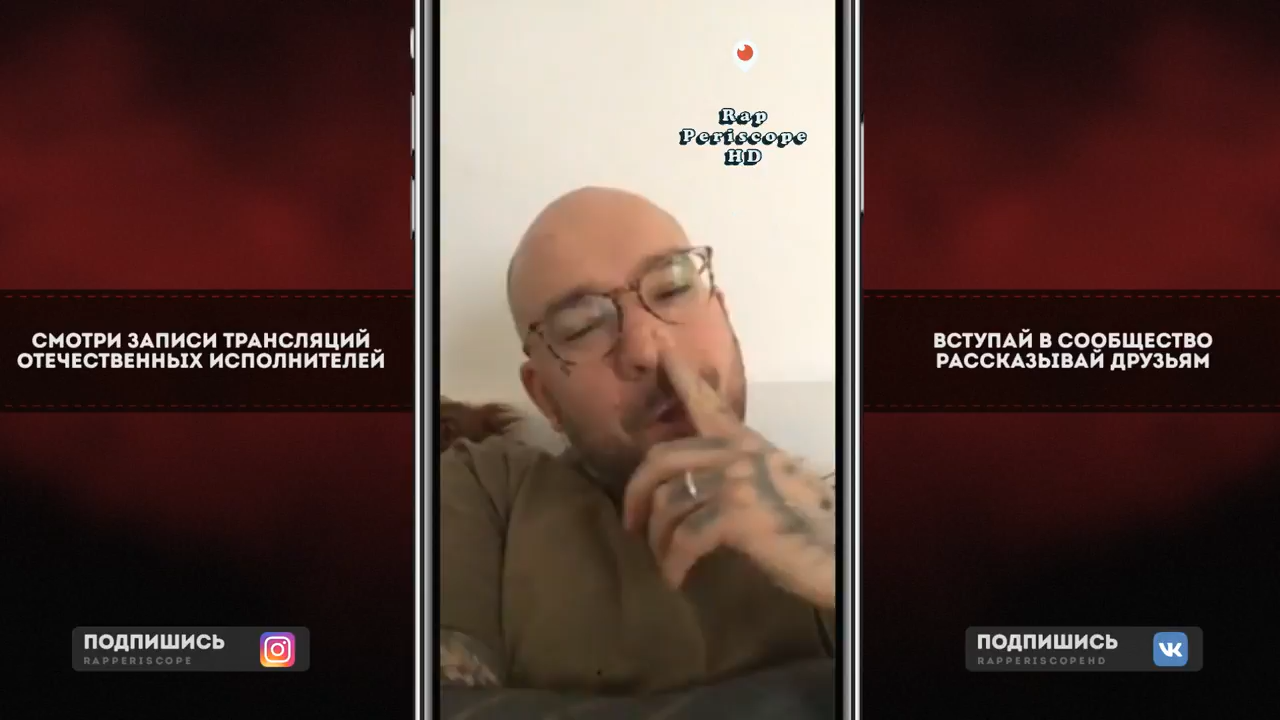 Rap
Periscope
HD
СМОТРИ ЗАПИСИ ТРАНСЛЯЦИЙ
ОТЕЧЕСТВЕННЫХ ИСПОЛНИТЕЛЕЙ
ВСТУПАЙ В СООБЩЕСТВО
РАССКАЗЫВАЙ ДРУЗЬЯМ
ПОДПИШИСЬ
RAPPERISCOPE
ПОДПИШИСЬ
RAPPERISCOPEHD